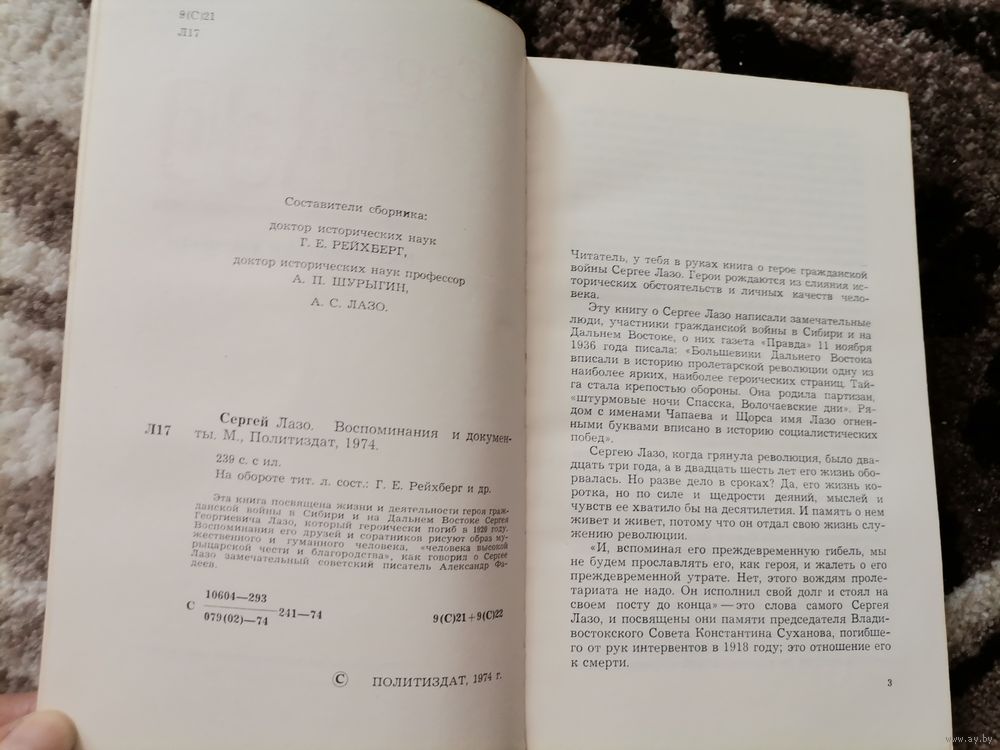 9(С)21
Л17
Составители сборника:
доктор исторических наук
Г. Е. РЕЙХБЕРГ,
доктор исторических наук профессор
А. П. ШУРЫГИН,
А. С. ЛАЗО.
Сергей Лазо. Воспоминания и докумен-
Л17 ты. М., Политиздат, 1974.
239 с. с ил.
На обороте тит. л. сост.: Г. Е. Рейхберг и др.
Эта книга посвящена жизни и деятельности героя граж-
данской войны в Сибири и на Дальнем Востоке Сергея
Георгиевича Лазо, который героически погиб в 1920 году.
Воспоминания его друзей и соратников рисуют образ му-
жественного и гуманного человека, «человека высокой
рыцарской чести и благородства», как говорил о Сергее
Лазо замечательный советский писатель Александр Фа-
деев.
С 10604—293
079(02)—74 241—74 9(С)21+9(С)22
© ПОЛИТИЗДАТ, 1974 г.
Читатель, у тебя в руках книга о герое гражданской
войны Сергее Лазо. Герои рождаются из слияния ис-
торических обстоятельств и личных качеств чело-
века.
Эту книгу о Сергее Лазо написали замечательные
люди, участники гражданской войны в Сибири и на
Дальнем Востоке, о них газета «Правда» 11 ноября
1936 года писала: «Большевики Дальнего Востока
вписали в историю пролетарской революции одну из
наиболее ярких, наиболее героических страниц. Тай-
га стала крепостью обороны. Она родила партизан,
«штурмовые ночи Спасска, Волочаевские дни». Ря-
дом с именами Чапаева и Щорса имя Лазо огнен-
ными буквами вписано в историю социалистических
побед».
Сергею Лазо, когда грянула революция, было два-
дцать три года, а в двадцать шесть лет его жизнь обо-
рвалась. Но разве дело в сроках? Да, его жизнь ко-
ротка, но по силе и щедрости деяний, мыслей и
чувств ее хватило бы на десятилетия. И память о нем
живет и живет, потому что он отдал свою жизнь слу-
жению революции.
«И, вспоминая его преждевременную гибель, мы
не будем прославлять его, как героя, и жалеть о его
преждевременной утрате. Нет, этого вождям проле-
тариата не надо. Он исполнил свой долг и стоял на
своем посту до конца» — это слова самого Сергея
Лазо, и посвящены они памяти председателя Влади-
востокского Совета Константина Суханова, погибше-
го от рук интервентов в 1918 году; это отношение его
к смерти.
3
www.ay.by